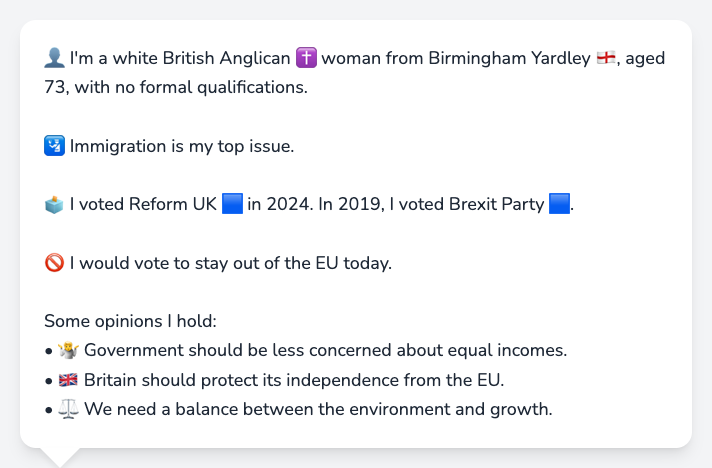 👤 I'm a white British Anglican ✝️ woman from Birmingham Yardley 🏴󠁧󠁢󠁥󠁮󠁧󠁿, aged
73, with no formal qualifications.
🛂 Immigration is my top issue.
🗳️ I voted Reform UK 🟦 in 2024. In 2019, I voted Brexit Party 🟦.
🚫 I would vote to stay out of the EU today.
Some opinions I hold:
• 🤷 Government should be less concerned about equal incomes.
• 🇬🇧 Britain should protect its independence from the EU.
• ⚖️ We need a balance between the environment and growth.